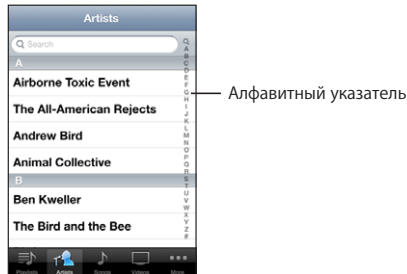 Artists
Search
A
Airborne Toxic Event
The All-American Rejects
Andrew Bird
Animal Collective
B
Ben Kweller
The Bird and the Bee
A
B
C
D
E
F
G
H
I
J
K
L
M
N
O
P
Q
R
S
T
U
V
W
X
Y
Z
#
Алфавитный указатель
Playlists
Artists
Songs
Videos
More